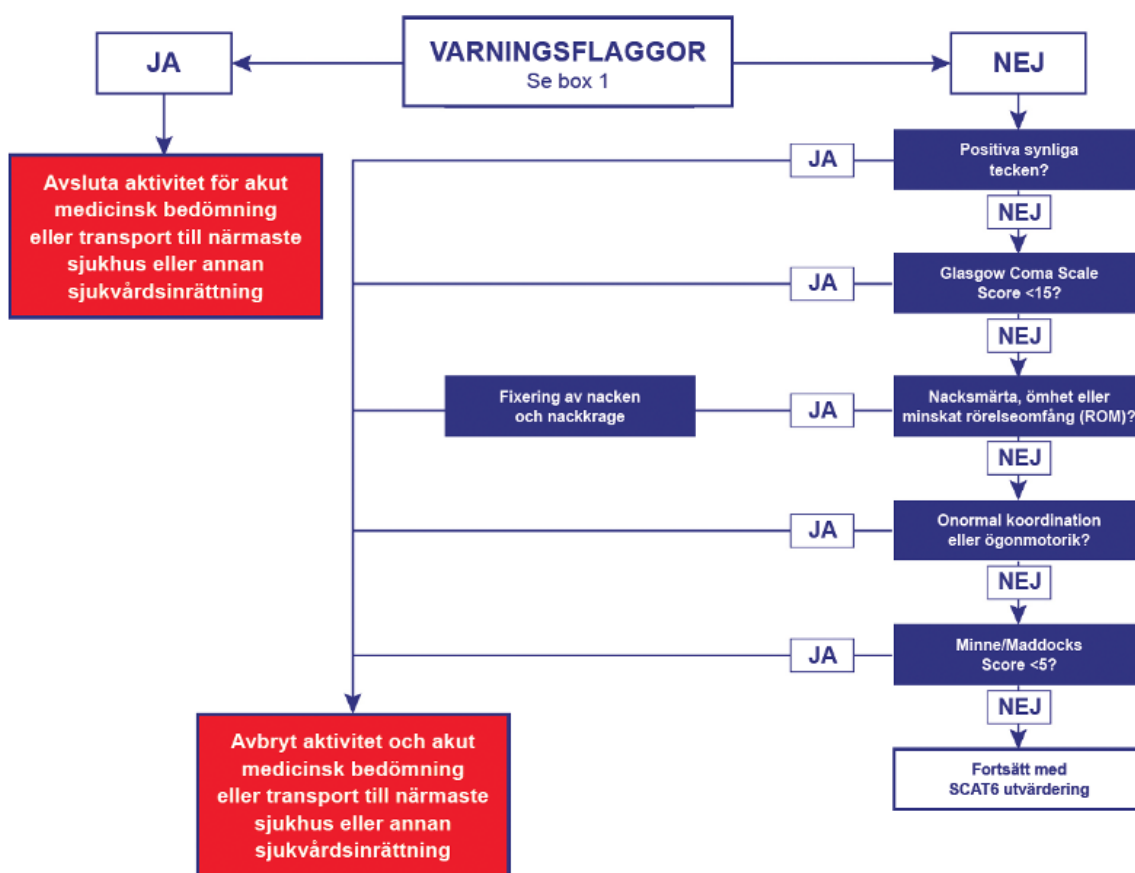 JA
VARNINGSFLAGGOR
Se box 1
NEJ
Avsluta aktivitet för akut
medicinsk bedömning
eller transport till närmaste
sjukhus eller annan
sjukvårdsinrättning
JA
Positiva synliga
tecken?
NEJ
JA
Glasgow Coma Scale
Score <15?
NEJ
Fixering av nacken
och nackkrage
JA
Nacksmärta, ömhet eller
minskat rörelseomfång (ROM)?
NEJ
JA
Onormal koordination
eller ögonmotorik?
NEJ
JA
Minne/Maddocks
Score <5?
NEJ
Avbryt aktivitet och akut
medicinsk bedömning
eller transport till närmaste
sjukhus eller annan
sjukvårdsinrättning
Fortsätt med
SCAT6 utvärdering